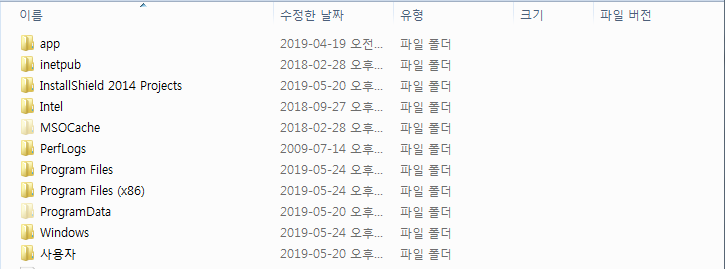 이름 수정한 날짜 유형 크기 파일 버전
app 2019-04-19 오전... 파일 폴더
inetpub 2018-02-28 오후... 파일 폴더
InstallShield 2014 Projects 2019-05-20 오후... 파일 폴더
Intel 2018-09-27 오후... 파일 폴더
MSOCache 2018-02-28 오후... 파일 폴더
PerfLogs 2009-07-14 오후... 파일 폴더
Program Files 2019-05-24 오후... 파일 폴더
Program Files (x86) 2019-05-24 오후... 파일 폴더
ProgramData 2019-05-20 오후... 파일 폴더
Windows 2019-05-24 오후... 파일 폴더
사용자 2019-05-20 오후... 파일 폴더